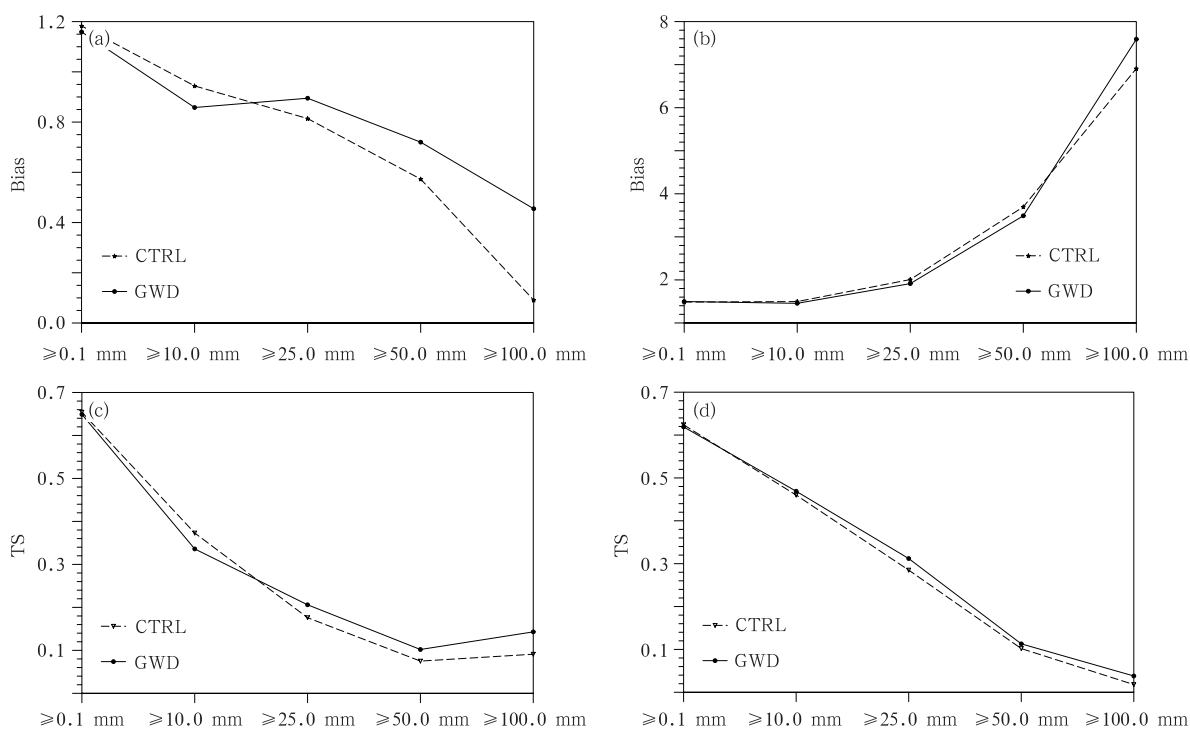 (a)
1.2
0.8
0.4
0.0
Bias
CTRL
GWD
⩾0.1 mm ⩾10.0 mm ⩾25.0 mm ⩾50.0 mm ⩾100.0 mm
(b)
8
6
4
2
Bias
CTRL
GWD
⩾0.1 mm ⩾10.0 mm ⩾25.0 mm ⩾50.0 mm ⩾100.0 mm
(c)
0.7
0.5
0.3
0.1
TS
CTRL
GWD
⩾0.1 mm ⩾10.0 mm ⩾25.0 mm ⩾50.0 mm ⩾100.0 mm
(d)
0.7
0.5
0.3
0.1
TS
CTRL
GWD
⩾0.1 mm ⩾10.0 mm ⩾25.0 mm ⩾50.0 mm ⩾100.0 mm